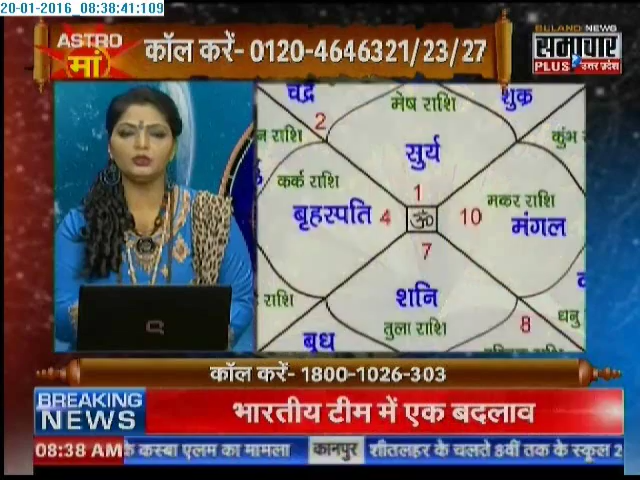 20-01-2016_08:38:41:109
ASTRO
मां
कॉल करें- 0120-4646321/23/27
BULAND NEWS
समाचार
PLUS उत्तर प्रदेश
चंद्र
मेष राशि
शुक्र
2
न राशि
सूर्य
कुंभ
कर्क राशि
1
मकर राशि
बृहस्पति 4
ॐ
10 मंगल
7
शनि
राशि
तुला राशि
8
धनु
बुध
कॉल करें- 1800-1026-303
BREAKING
NEWS
भारतीय टीम में एक बदलाव
08:38 AM
के कस्बा एलम का मामला
कानपुर
शीतलहर के चलते 8वीं तक के स्कूल 2